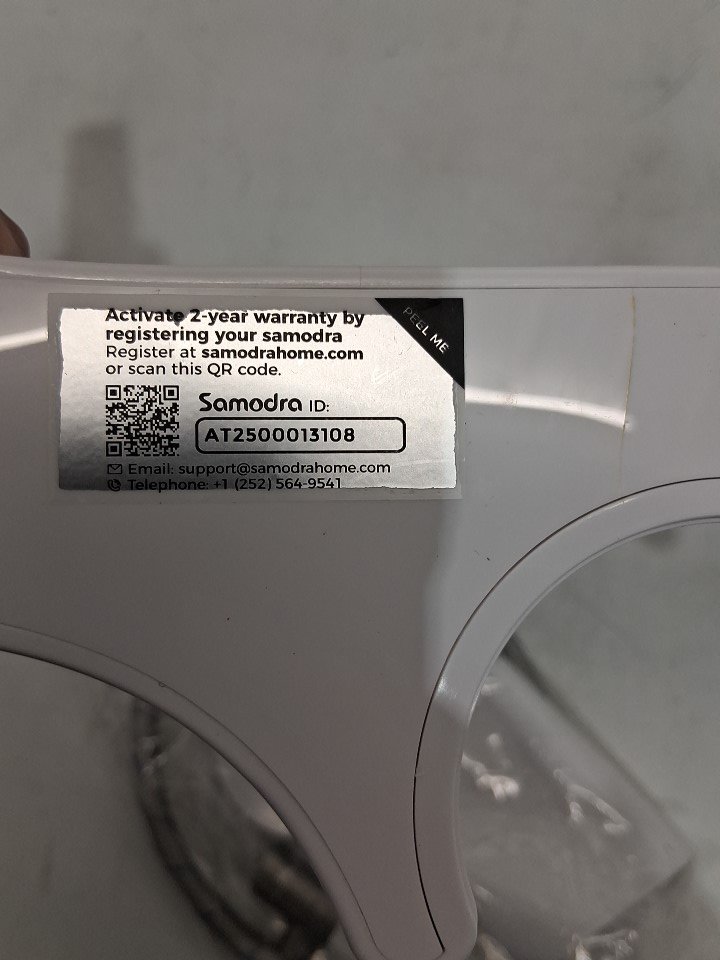 Activate 2-year warranty by
registering your samodra
Register at samodrahome.com
or scan this QR code.
Samodra ID:
AT2500013108
Email: support@samodrahome.com
Telephone: +1 (252) 564-9541
PEEL ME